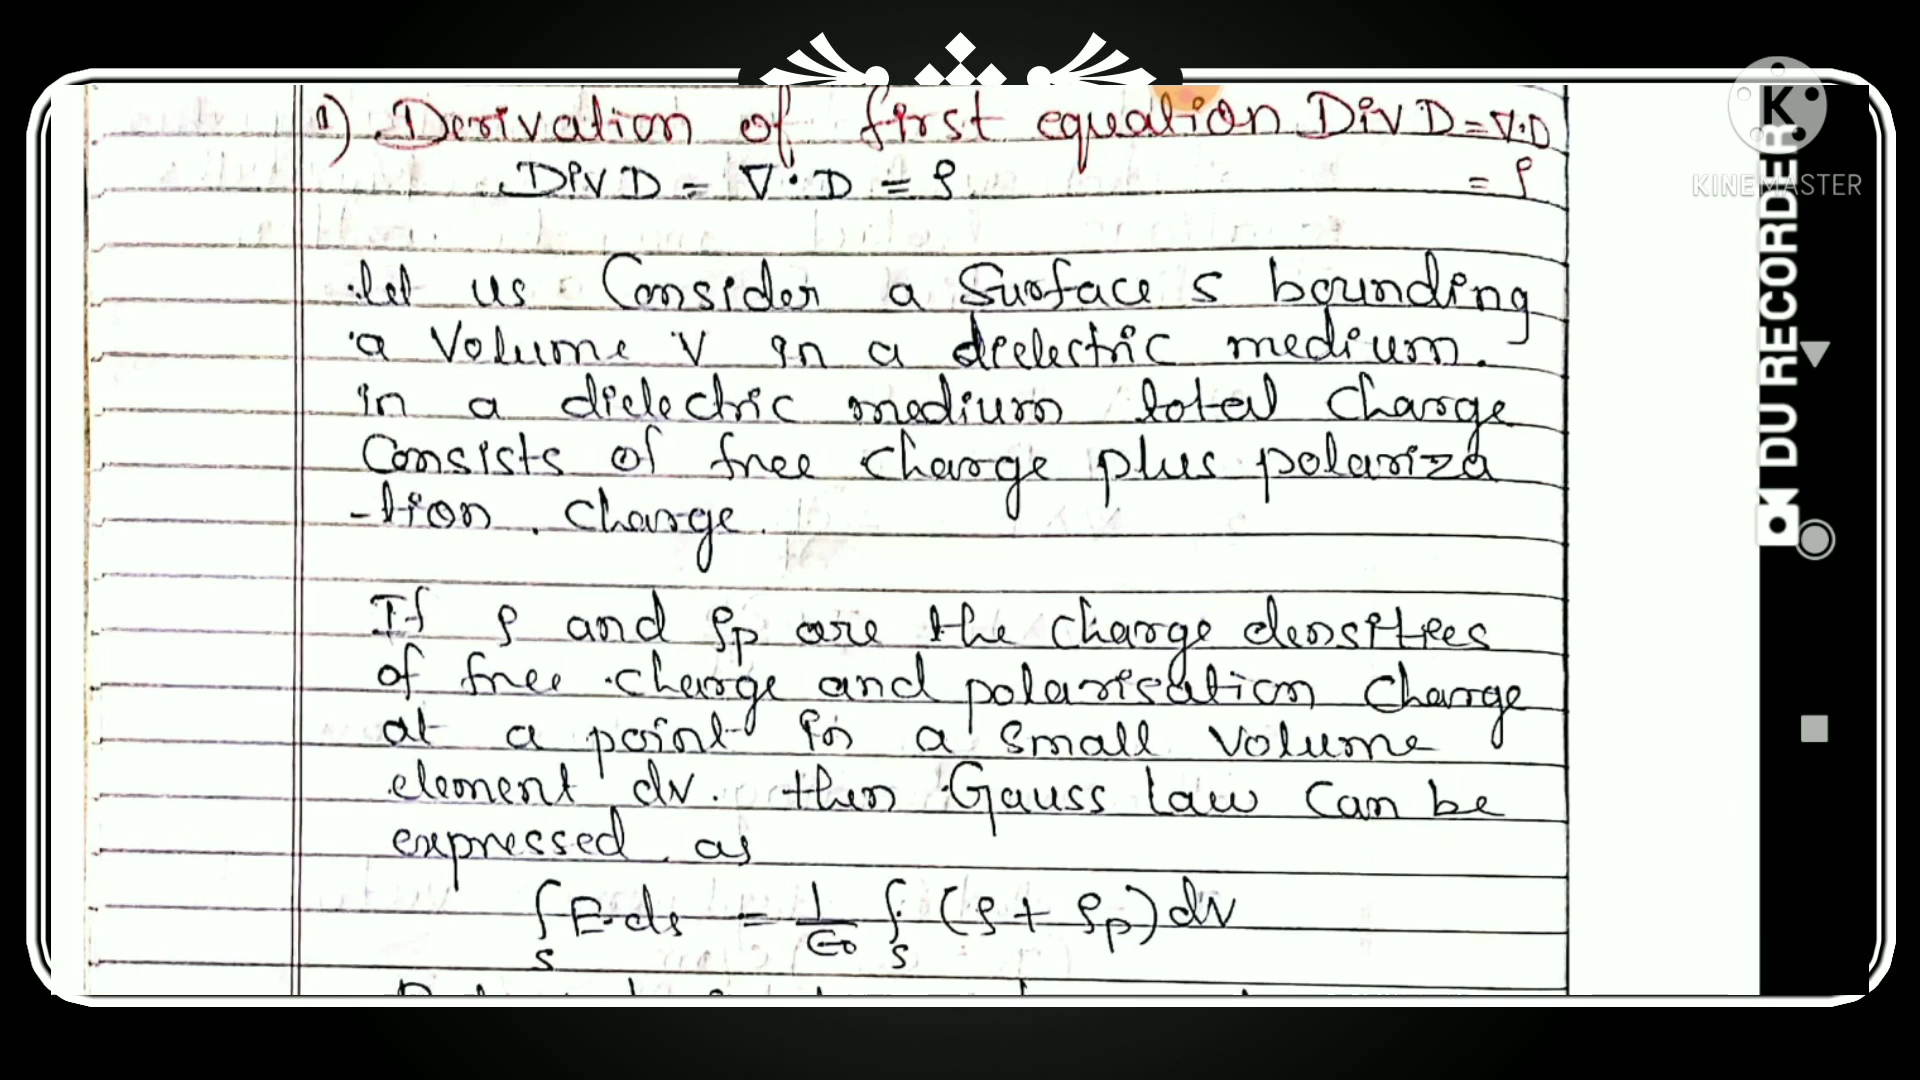 1) Derivation of first equation Div D = ∇·D
Div D = ∇·D = ρ
= ρ
let us Consider a Surface s bounding
a Volume V in a dielectric medium.
in a dielectric medium total charge
Consists of free charge plus polariza
-tion charge.
If ρ and ρp are the charge densities
of free charge and polarisation charge
at a point in a small volume
element dv. then Gauss law can be
expressed as
∫s E·ds = 1/ε0 ∫s (ρ + ρp) dv
K
KINEMASTER
DU RECORDER